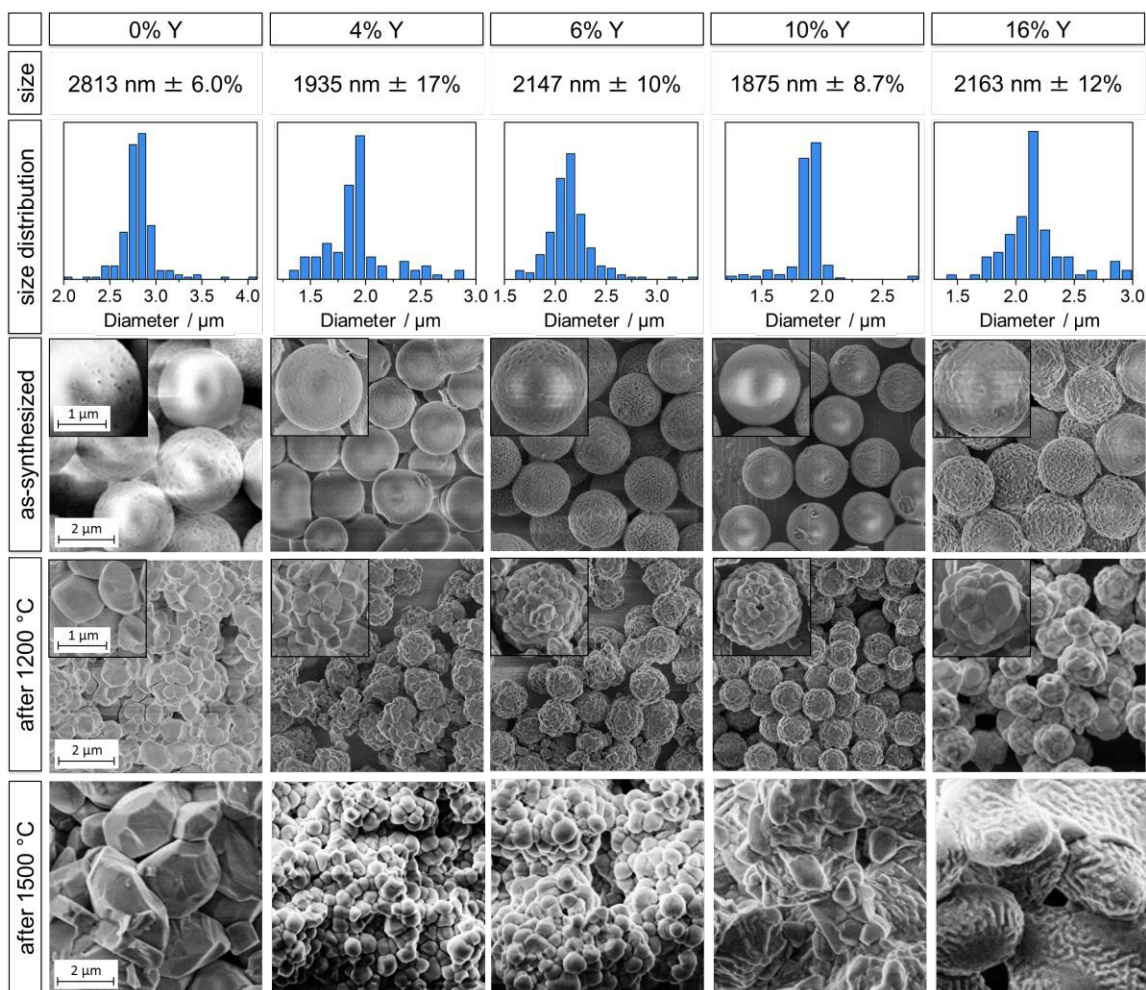 0% Y
4% Y
6% Y
10% Y
16% Y
size
2813 nm ± 6.0%
1935 nm ± 17%
2147 nm ± 10%
1875 nm ± 8.7%
2163 nm ± 12%
size distribution
2.0 2.5 3.0 3.5 4.0
Diameter / µm
1.5 2.0 2.5 3.0
Diameter / µm
1.5 2.0 2.5 3.0
Diameter / µm
1.5 2.0 2.5
Diameter / µm
1.5 2.0 2.5 3.0
Diameter / µm
as-synthesized
1 µm
2 µm
after 1200 °C
1 µm
2 µm
after 1500 °C
2 µm